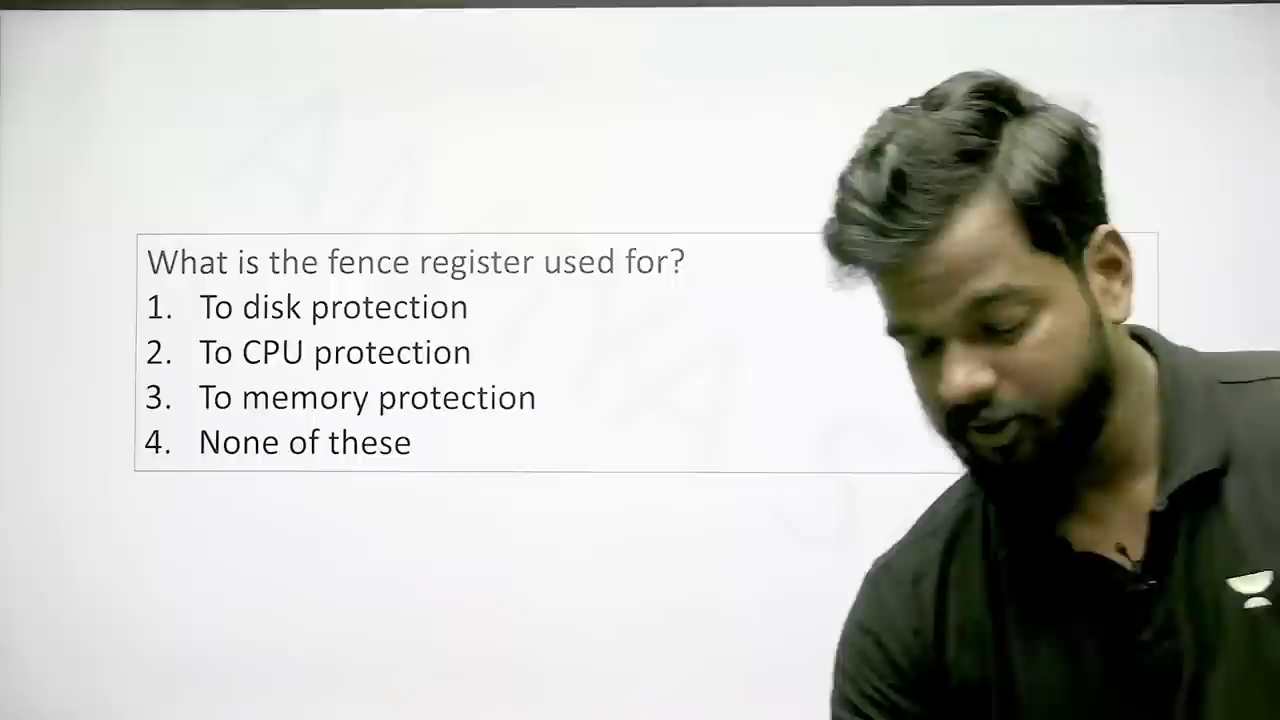 What is the fence register used for?
1. To disk protection
2. To CPU protection
3. To memory protection
4. None of these